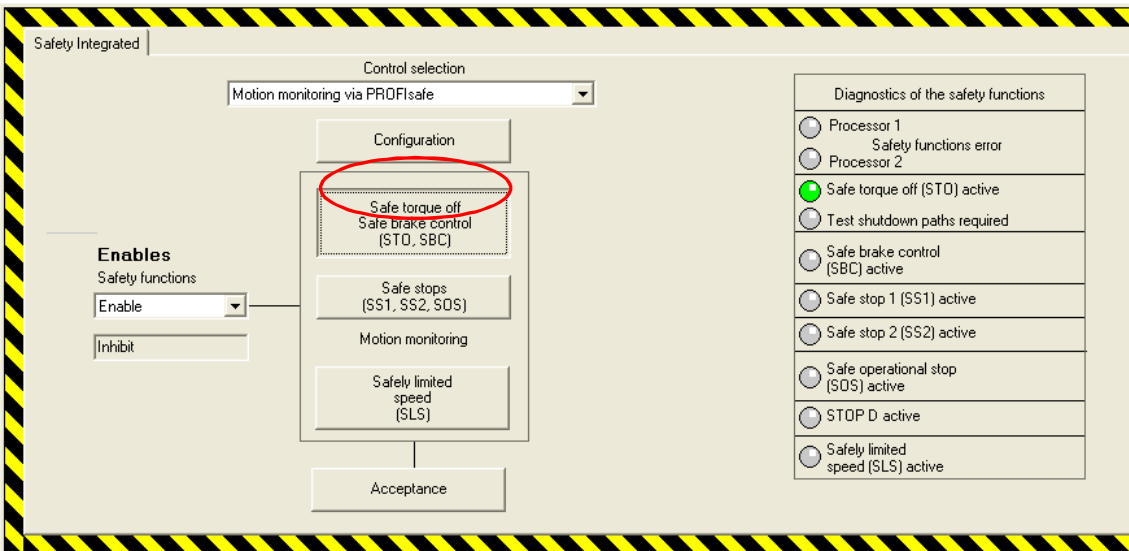 Safety Integrated
Control selection
Motion monitoring via PROFIsafe
Configuration
Safe torque off
Safe brake control
(STO, SBC)
Enables
Safety functions
Enable
Inhibit
Safe stops
(SS1, SS2, SOS)
Motion monitoring
Safely limited
speed
(SLS)
Acceptance
Diagnostics of the safety functions
Processor 1
Safety functions error
Processor 2
Safe torque off (STO) active
Test shutdown paths required
Safe brake control
(SBC) active
Safe stop 1 (SS1) active
Safe stop 2 (SS2) active
Safe operational stop
(SOS) active
STOP D active
Safely limited
speed (SLS) active